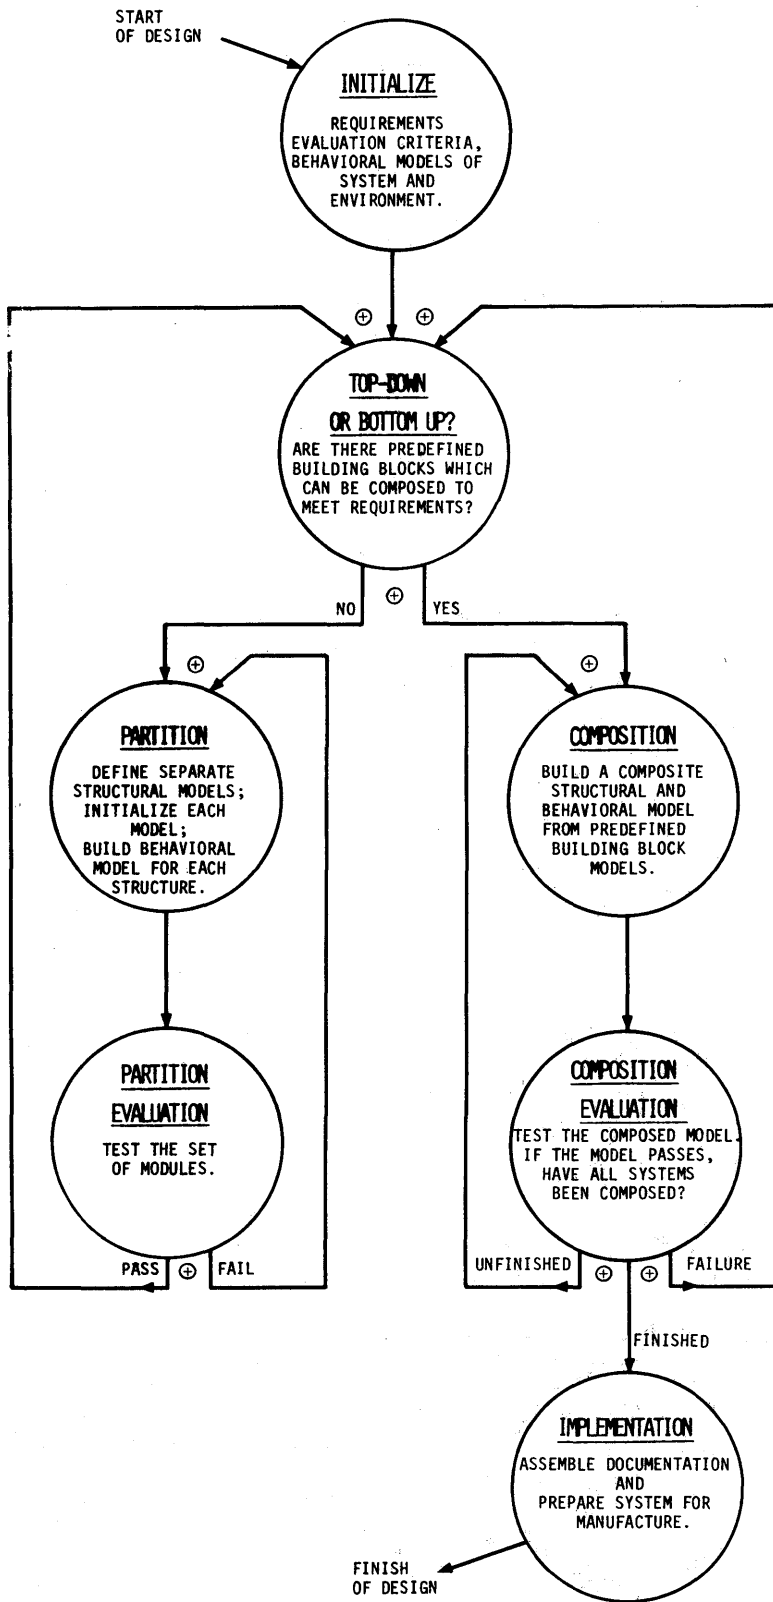 START
OF DESIGN
INITIALIZE
REQUIREMENTS
EVALUATION CRITERIA,
BEHAVIORAL MODELS OF
SYSTEM AND
ENVIRONMENT.
TOP-DOWN
OR BOTTOM UP?
ARE THERE PREDEFINED
BUILDING BLOCKS WHICH
CAN BE COMPOSED TO
MEET REQUIREMENTS?
NO
YES
PARTITION
DEFINE SEPARATE
STRUCTURAL MODELS;
INITIALIZE EACH
MODEL;
BUILD BEHAVIORAL
MODEL FOR EACH
STRUCTURE.
COMPOSITION
BUILD A COMPOSITE
STRUCTURAL AND
BEHAVIORAL MODEL
FROM PREDEFINED
BUILDING BLOCK
MODELS.
PARTITION
EVALUATION
TEST THE SET
OF MODULES.
PASS
FAIL
COMPOSITION
EVALUATION
TEST THE COMPOSED MODEL.
IF THE MODEL PASSES,
HAVE ALL SYSTEMS
BEEN COMPOSED?
UNFINISHED
FAILURE
FINISHED
IMPLEMENTATION
ASSEMBLE DOCUMENTATION
AND
PREPARE SYSTEM FOR
MANUFACTURE.
FINISH
OF DESIGN